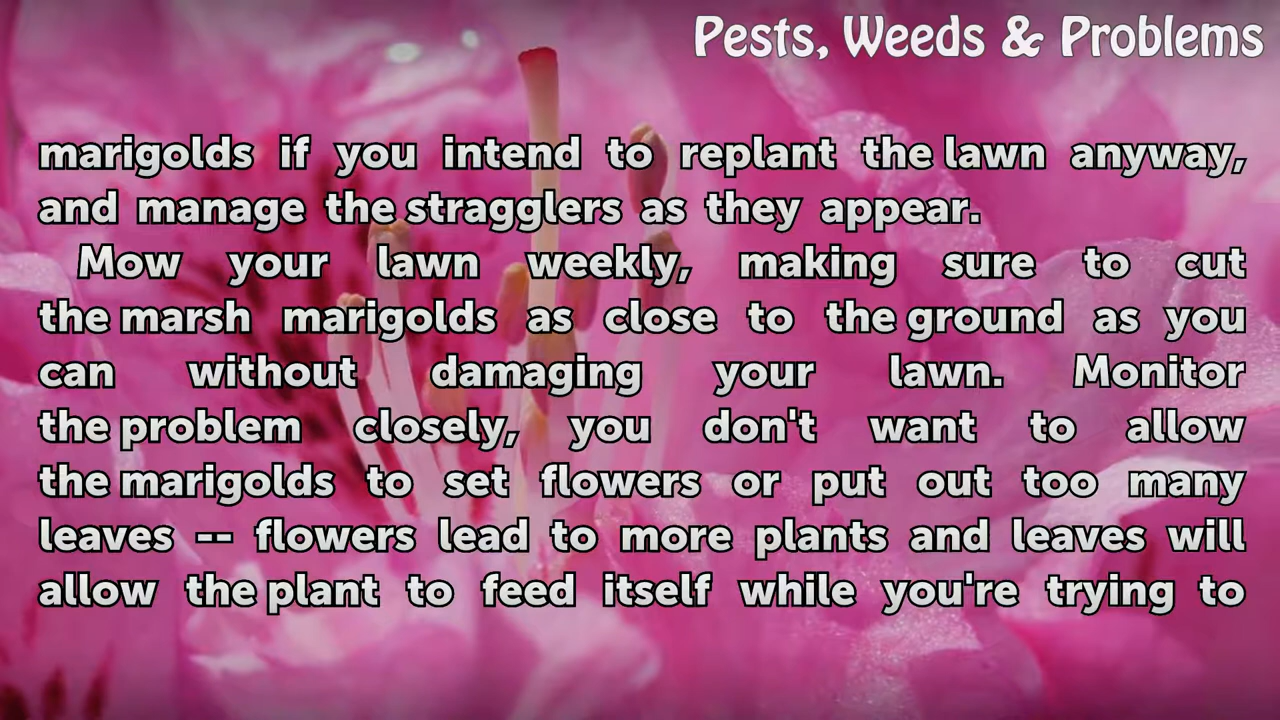 Pests, Weeds & Problems
marigolds if you intend to replant the lawn anyway,
and manage the stragglers as they appear.
Mow your lawn weekly, making sure to cut
the marsh marigolds as close to the ground as you
can without damaging your lawn. Monitor
the problem closely, you don't want to allow
the marigolds to set flowers or put out too many
leaves -- flowers lead to more plants and leaves will
allow the plant to feed itself while you're trying to